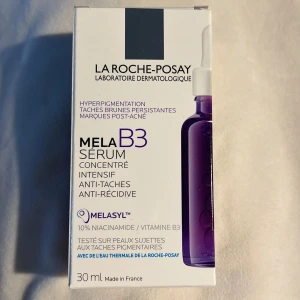 LA ROCHE-POSAY
LABORATOIRE DERMATOLOGIQUE
HYPERPIGMENTATION
TACHES BRUNES PERSISTANTES
MARQUES POST-ACNÉ
MELA B3
SÉRUM
CONCENTRÉ
INTENSIF
ANTI-TACHES
ANTI-RÉCIDIVE
MELASYL™
10% NIACINAMIDE / VITAMINE B3
TESTÉ SUR PEAUX SUJETTES
AUX TACHES PIGMENTAIRES
AVEC DE L'EAU THERMALE DE LA ROCHE-POSAY
30 ml Made in France